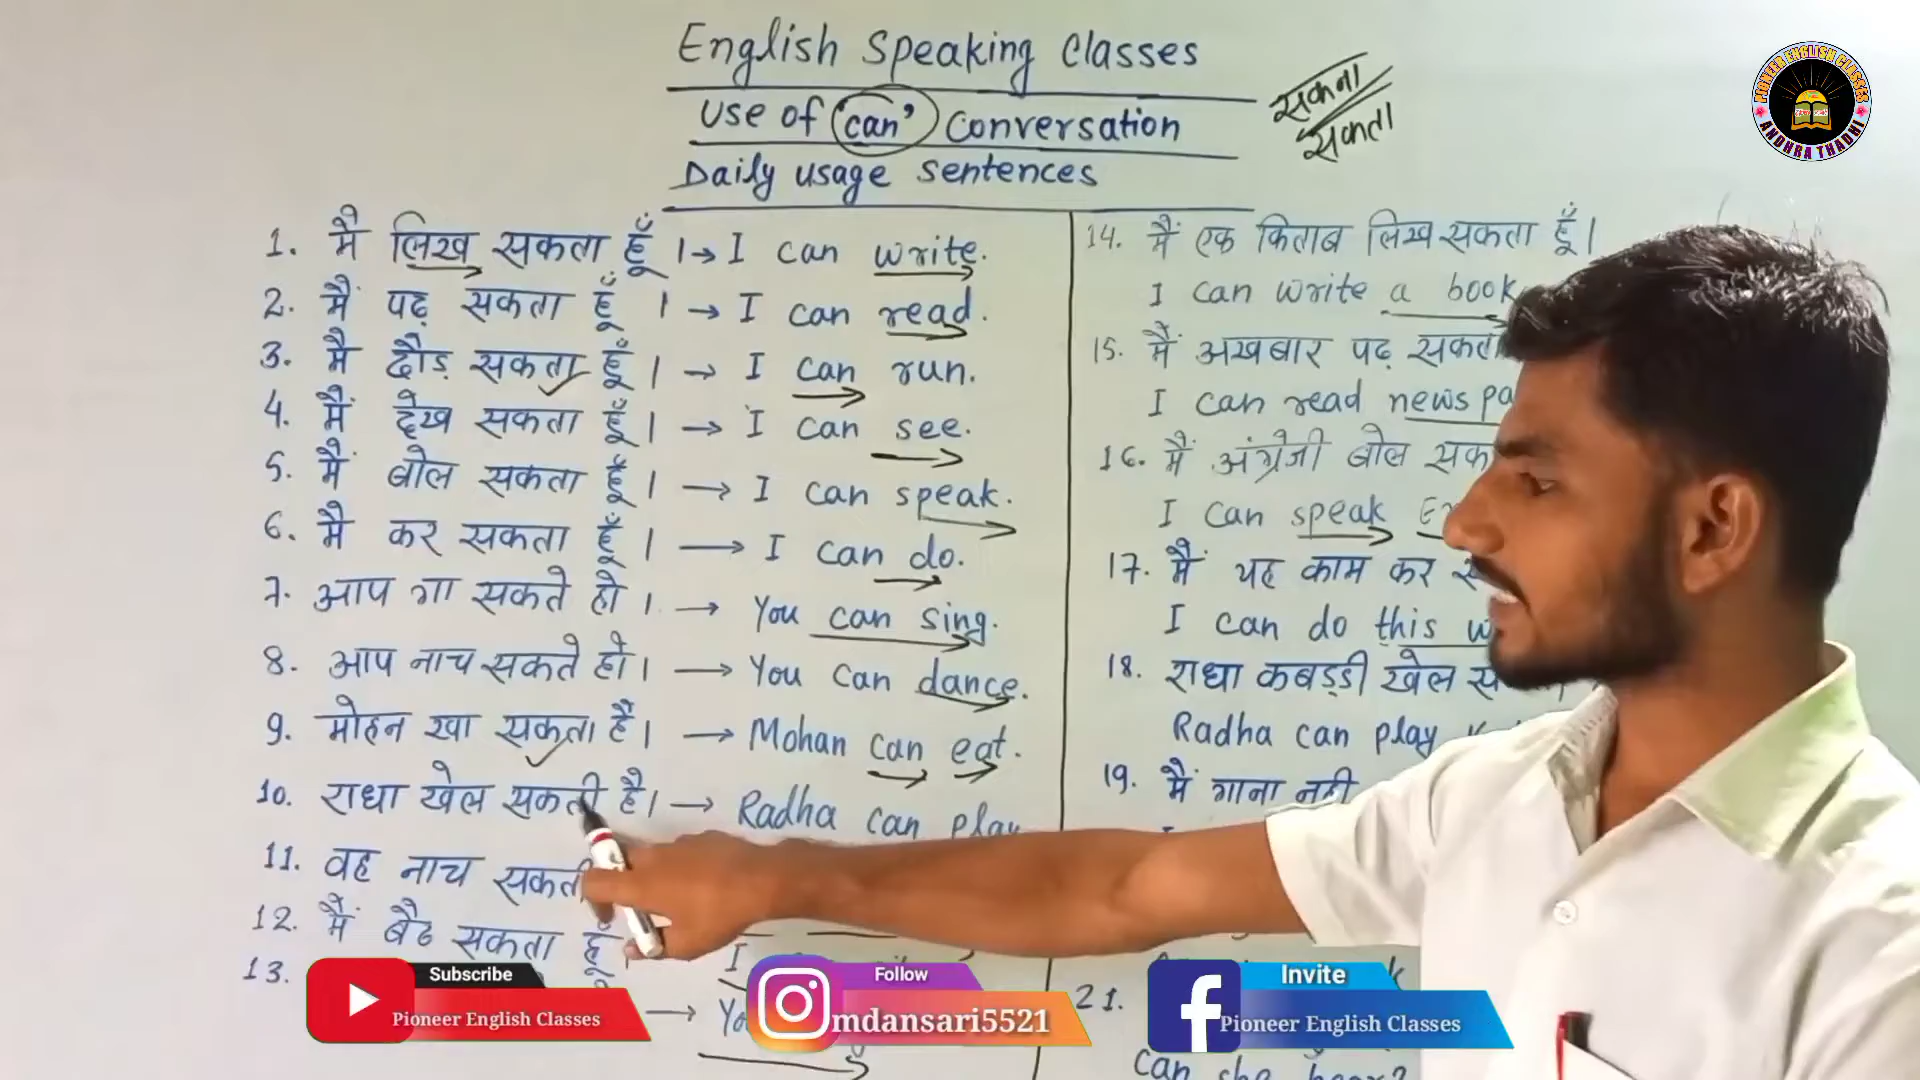 English Speaking Classes
Use of 'can' Conversation
Daily usage sentences
सकना
सकता
PIONEER ENGLISH CLASSES
ANDHRA THADHI
1. मैं लिख सकता हूँ । → I can write.
2. मैं पढ़ सकता हूँ । → I can read.
3. मैं दौड़ सकता हूँ । → I can run.
4. मैं देख सकता हूँ । → I can see.
5. मैं बोल सकता हूँ । → I can speak.
6. मैं कर सकता हूँ । → I can do.
7. आप गा सकते हो । → You can sing.
8. आप नाच सकते हो । → You can dance.
9. मोहन खा सकता है । → Mohan can eat.
10. राधा खेल सकती है । → Radha can play
11. वह नाच सकती
12. मैं बैठ सकता हूँ । I
13. →
14. मैं एक किताब लिख सकता हूँ ।
I can write a book
15. मैं अखबार पढ़ सकता
I can read news
16. मैं अंग्रेजी बोल
I can speak
17. मैं यह काम कर
I can do this
18. राधा कबड्डी खेल
Radha can play
19. मैं गाना नही
21.
can she
Subscribe
Pioneer English Classes
Follow
mdansari5521
Invite
Pioneer English Classes